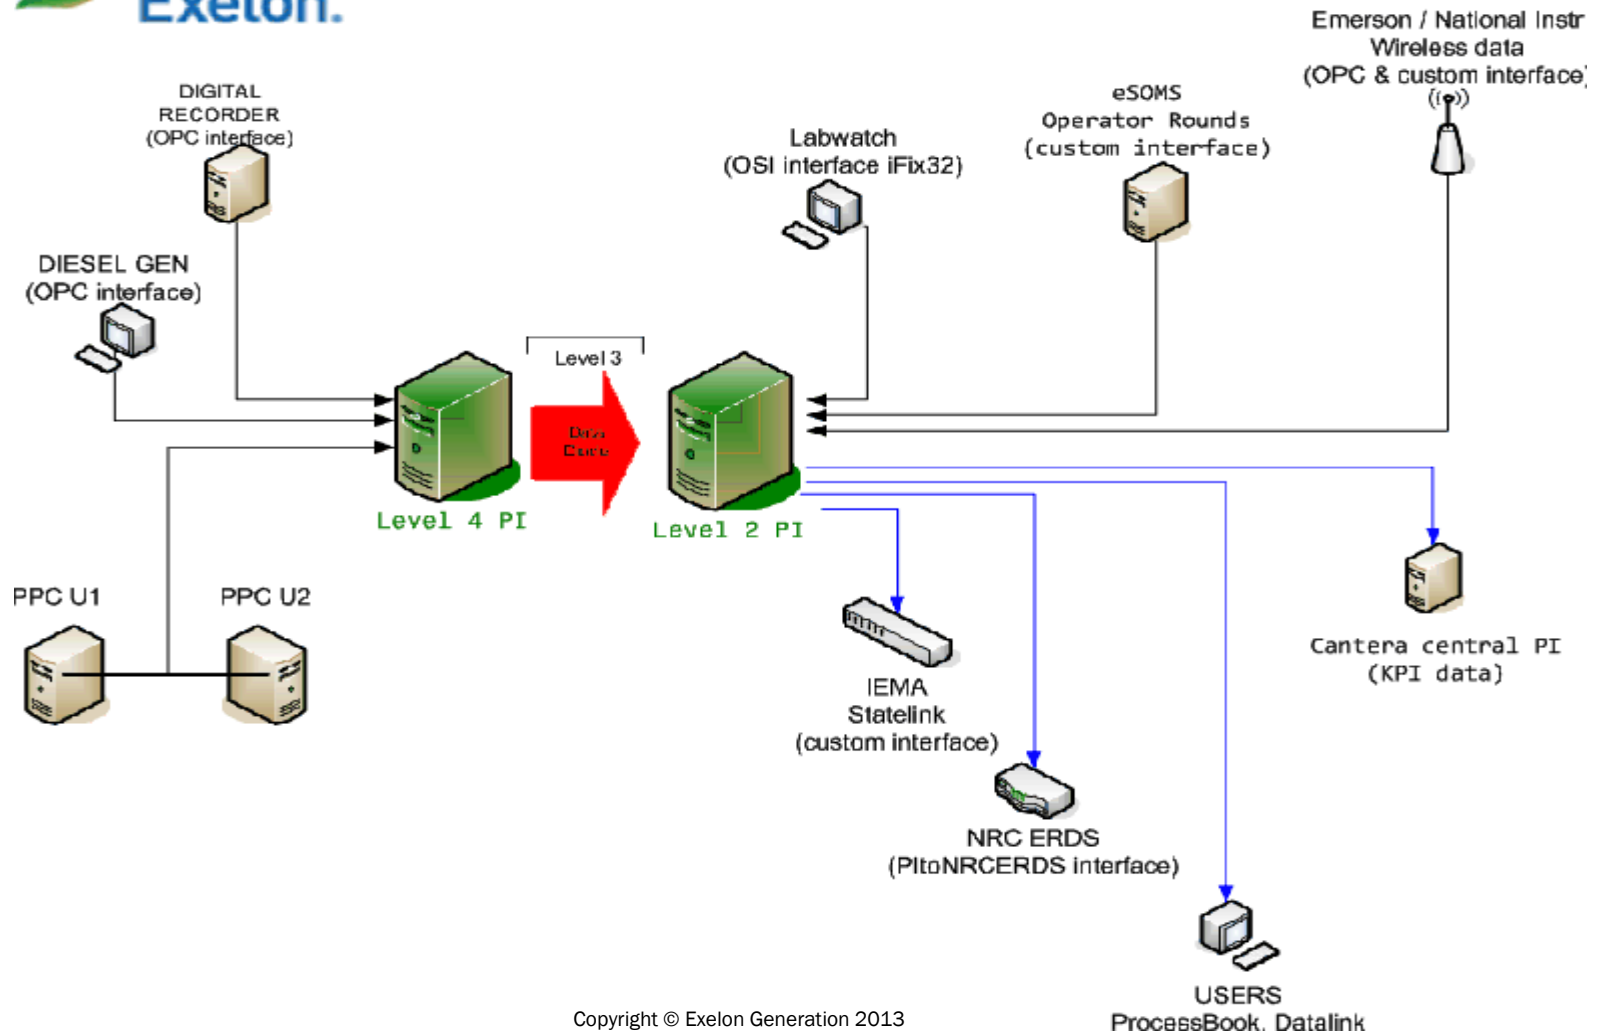 Exelon.
Emerson / National Instr
Wireless data
(OPC & custom interface)
DIGITAL
RECORDER
(OPC interface)
eSOMS
Operator Rounds
(custom interface)
Labwatch
(OSI interface iFix32)
DIESEL GEN
(OPC interface)
Level 3
Data
Level 4 PI
Level 2 PI
PPC U1
PPC U2
Cantera central PI
(KPI data)
IEMA
Statelink
(custom interface)
NRC ERDS
(PItoNRCERDS interface)
USERS
ProcessBook, Datalink
Copyright © Exelon Generation 2013